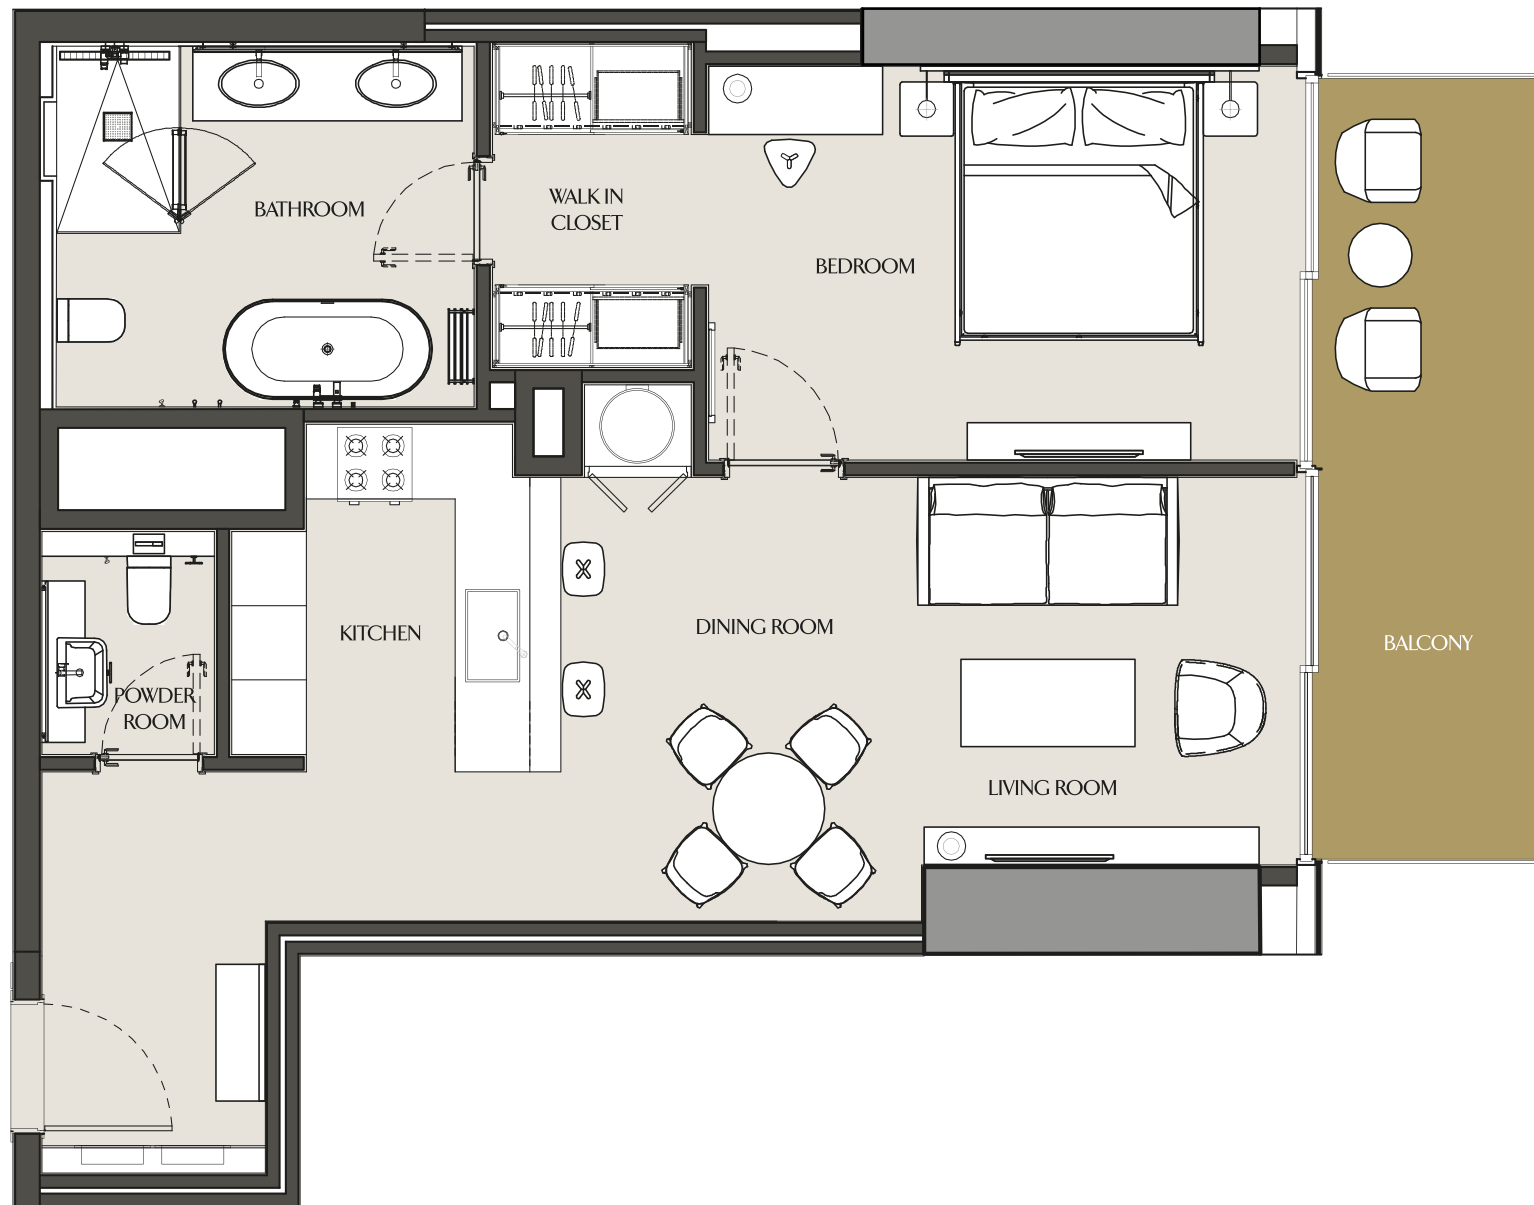 BATHROOM
WALK IN
CLOSET
BEDROOM
KITCHEN
DINING ROOM
BALCONY
POWDER
ROOM
LIVING ROOM